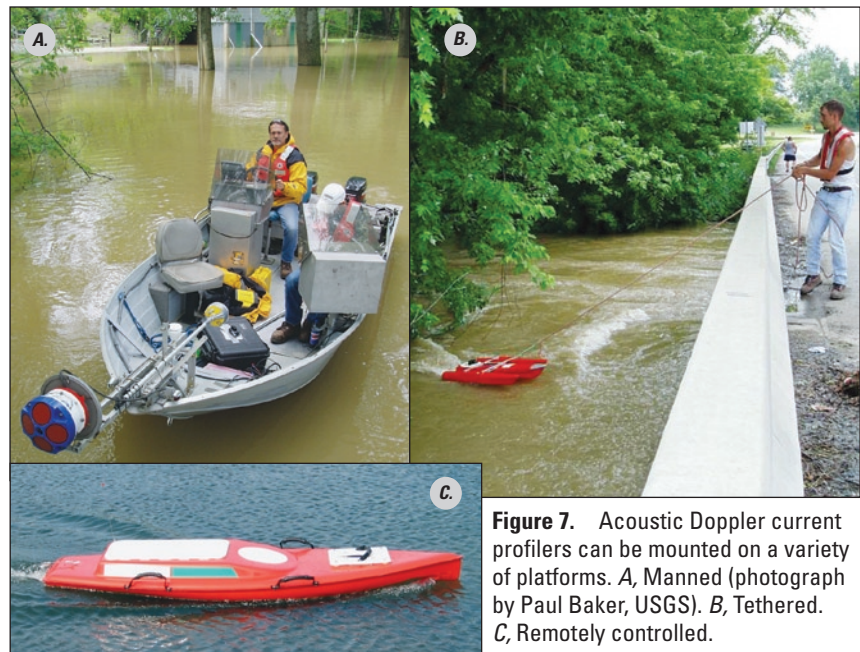 A.
B.
C.
Figure 7. Acoustic Doppler current
profilers can be mounted on a variety
of platforms. A, Manned (photograph
by Paul Baker, USGS). B, Tethered.
C, Remotely controlled.